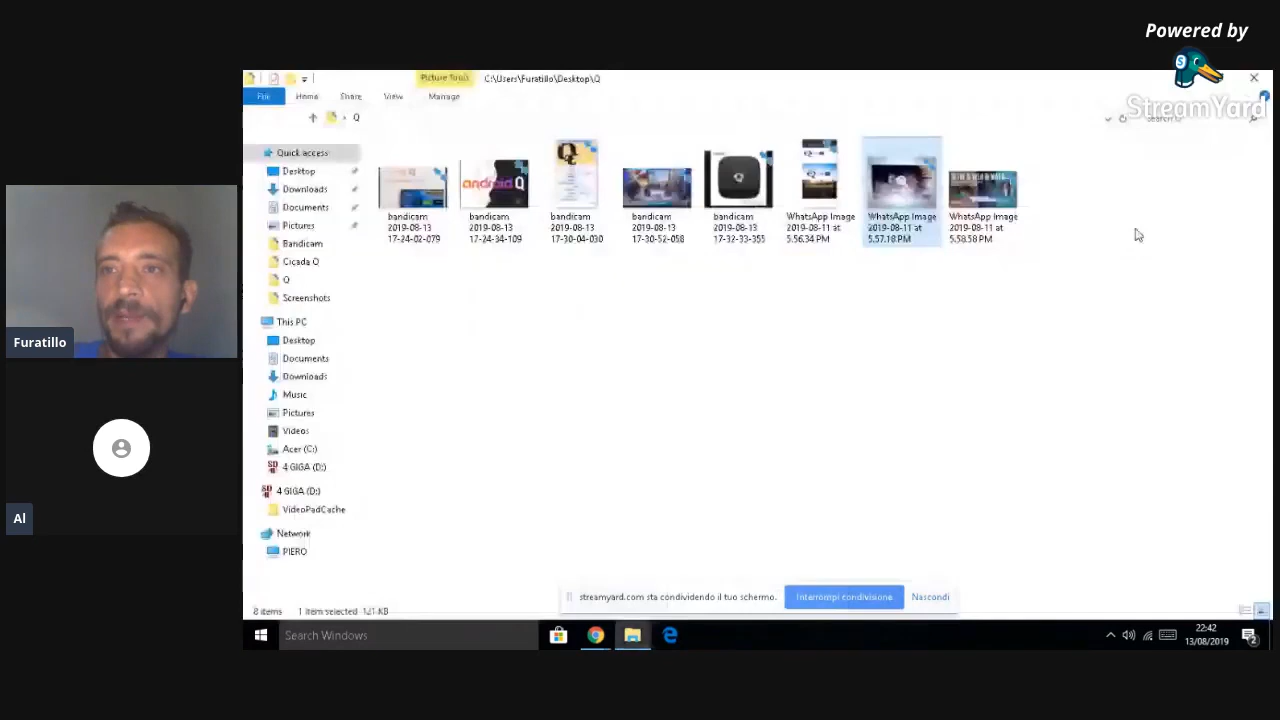 Powered by
StreamYard
Picture Tools
C:\Users\Furatillo\Desktop\Q
File
Home
Share
View
Manage
Q
Quick access
Desktop
Downloads
Documents
Pictures
Bandicam
Cicada Q
Q
Screenshots
This PC
Desktop
Documents
Downloads
Music
Pictures
Videos
Acer (C:)
4 GIGA (D:)
4 GIGA (D:)
VideoPadCache
Network
PIERO
android Q
bandicam
2019-08-13
17-24-02-079
bandicam
2019-08-13
17-24-34-109
bandicam
2019-08-13
17-30-04-030
bandicam
2019-08-13
17-30-52-058
bandicam
2019-08-13
17-32-33-355
WhatsApp Image
2019-08-11 at
5.56.34 PM
WhatsApp Image
2019-08-11 at
5.57.18 PM
WhatsApp Image
2019-08-11 at
5.58.58 PM
Furatillo
Al
streamyard.com sta condividendo il tuo schermo.
Interrompi condivisione
Nascondi
8 items
1 item selected 121 KB
Search Windows
22:42
13/08/2019
2